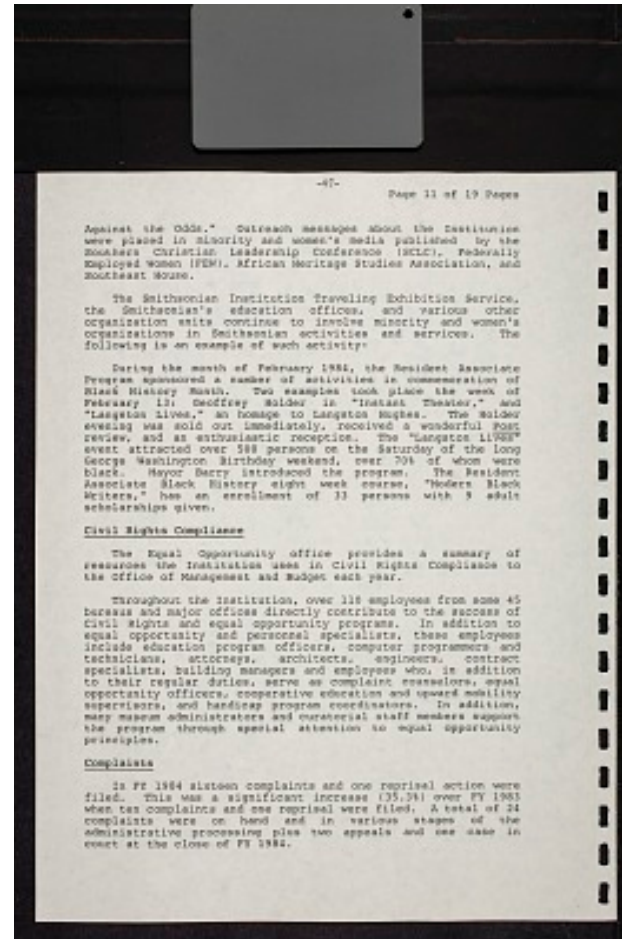 -47-
Page 11 of 19 Pages
Against the Odds." Outreach messages about the Institution
were placed in minority and women's media published by the
Southern Christian Leadership Conference (SCLC), Federally
Employed Women (FEW), African Heritage Studies Association, and
Southeast House.
The Smithsonian Institution Traveling Exhibition Service,
the Smithsonian's education offices, and various other
organization units continue to involve minority and women's
organizations in Smithsonian activities and services. The
following is an example of such activity:
During the month of February 1984, the Resident Associate
Program sponsored a number of activities in commemoration of
Black History Month. Two examples took place the week of
February 13: Geoffrey Holder in "Instant Theater," and
"Langston Lives," an homage to Langston Hughes. The Holder
evening was sold out immediately, received a wonderful Post
review, and an enthusiastic reception. The "Langston Lives"
event attracted over 500 persons on the Saturday of the long
George Washington Birthday weekend, over 70% of whom were
black. Mayor Barry introduced the program. The Resident
Associate Black History eight week course, "Modern Black
Writers," has an enrollment of 33 persons with 9 adult
scholarships given.
Civil Rights Compliance
The Equal Opportunity office provides a summary of
resources the Institution uses in Civil Rights Compliance to
the Office of Management and Budget each year.
Throughout the Institution, over 110 employees from some 45
bureaus and major offices directly contribute to the success of
Civil Rights and equal opportunity programs. In addition to
equal opportunity and personnel specialists, these employees
include education program officers, computer programmers and
technicians, attorneys, architects, engineers, contract
specialists, building managers and employees who, in addition
to their regular duties, serve as complaint counselors, equal
opportunity officers, cooperative education and upward mobility
supervisors, and handicap program coordinators. In addition,
many museum administrators and curatorial staff members support
the program through special attention to equal opportunity
principles.
Complaints
In FY 1984 sixteen complaints and one reprisal action were
filed. This was a significant increase (35.3%) over FY 1983
when ten complaints and one reprisal were filed. A total of 24
complaints were on hand and in various stages of the
administrative processing plus two appeals and one case in
court at the close of FY 1984.